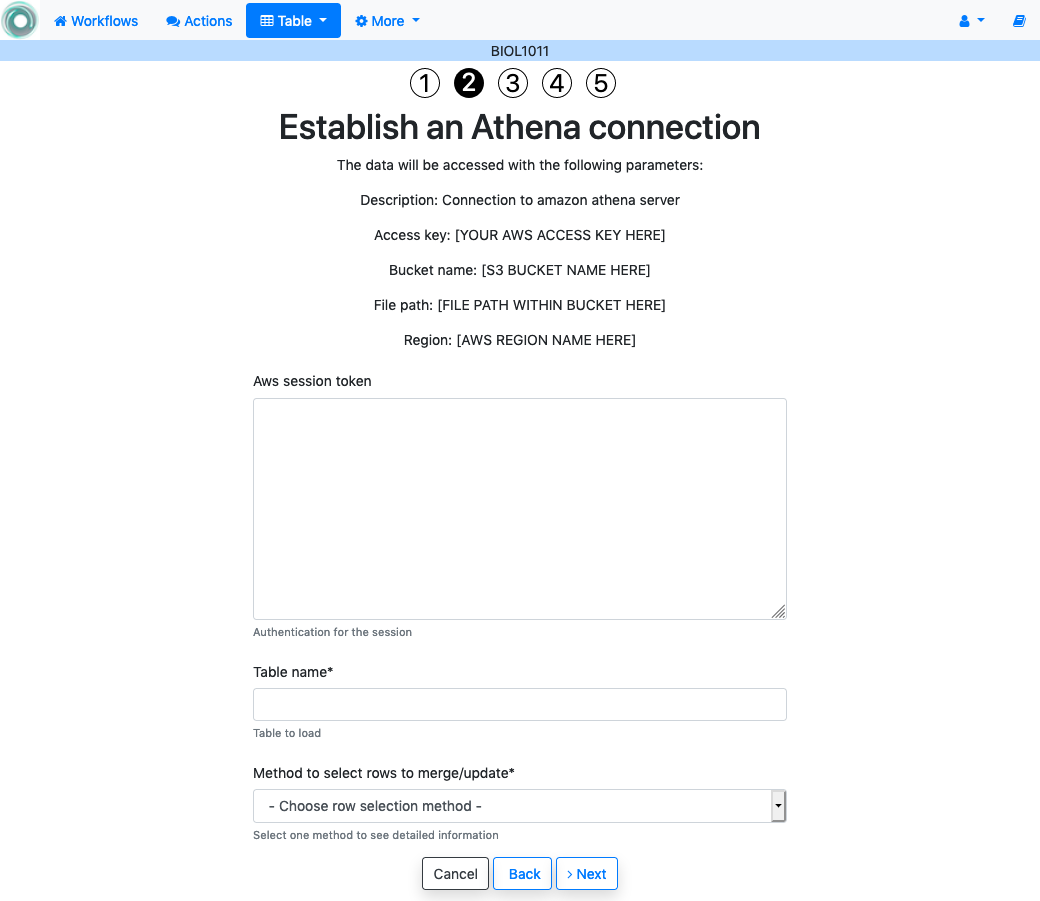 Workflows Actions Table More
BIOL1011
1 2 3 4 5
Establish an Athena connection
The data will be accessed with the following parameters:
Description: Connection to amazon athena server
Access key: [YOUR AWS ACCESS KEY HERE]
Bucket name: [S3 BUCKET NAME HERE]
File path: [FILE PATH WITHIN BUCKET HERE]
Region: [AWS REGION NAME HERE]
Aws session token
Authentication for the session
Table name*
Table to load
Method to select rows to merge/update*
- Choose row selection method -
Select one method to see detailed information
Cancel Back Next